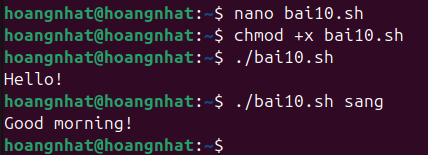 hoangnhat@hoangnhat:~$ nano bai10.sh
hoangnhat@hoangnhat:~$ chmod +x bai10.sh
hoangnhat@hoangnhat:~$ ./bai10.sh
Hello!
hoangnhat@hoangnhat:~$ ./bai10.sh sang
Good morning!
hoangnhat@hoangnhat:~$